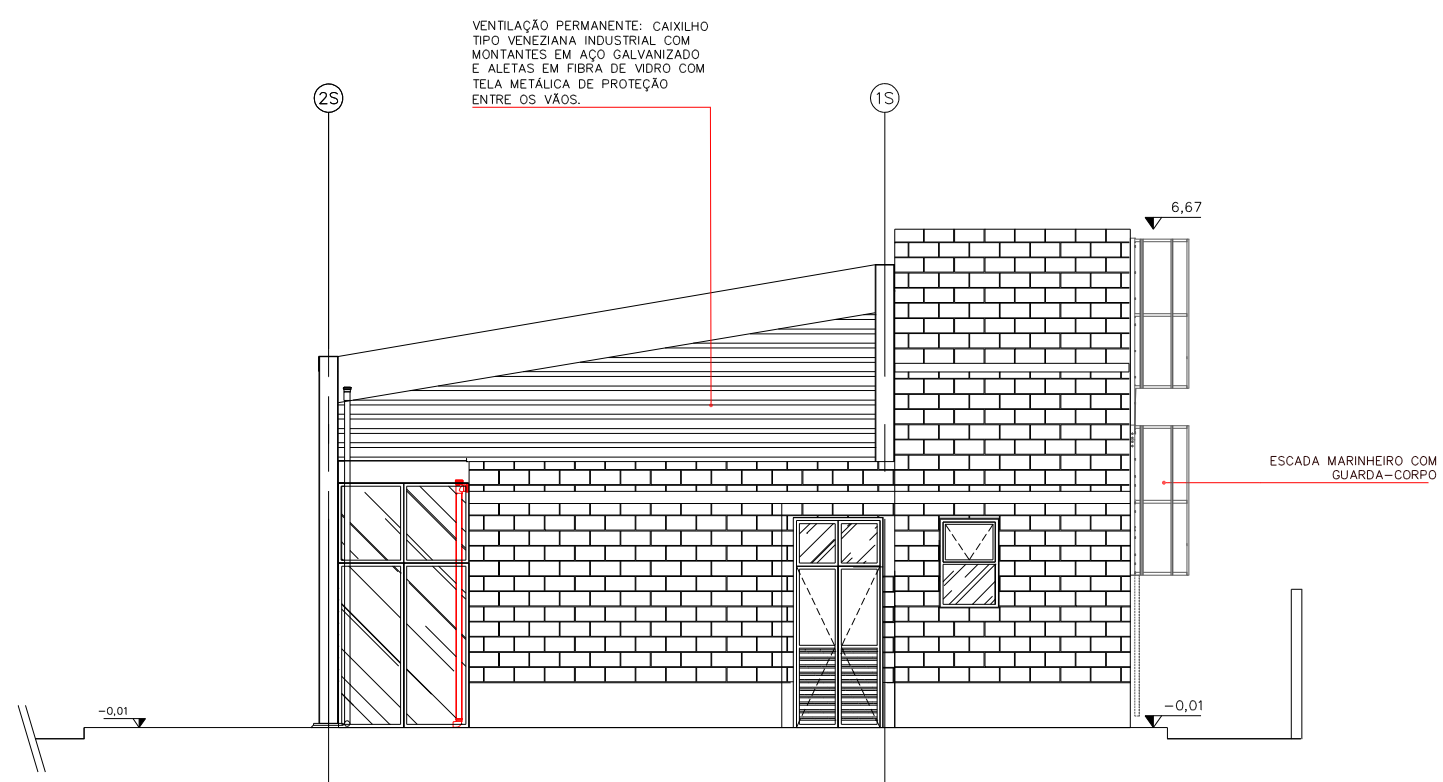 VENTILAÇÃO PERMANENTE: CAIXILHO
TIPO VENEZIANA INDUSTRIAL COM
MONTANTES EM AÇO GALVANIZADO
E ALETAS EM FIBRA DE VIDRO COM
TELA METÁLICA DE PROTEÇÃO
ENTRE OS VÃOS.
2S
1S
6,67
ESCADA MARINHEIRO COM
GUARDA-CORPO
-0,01
-0,01